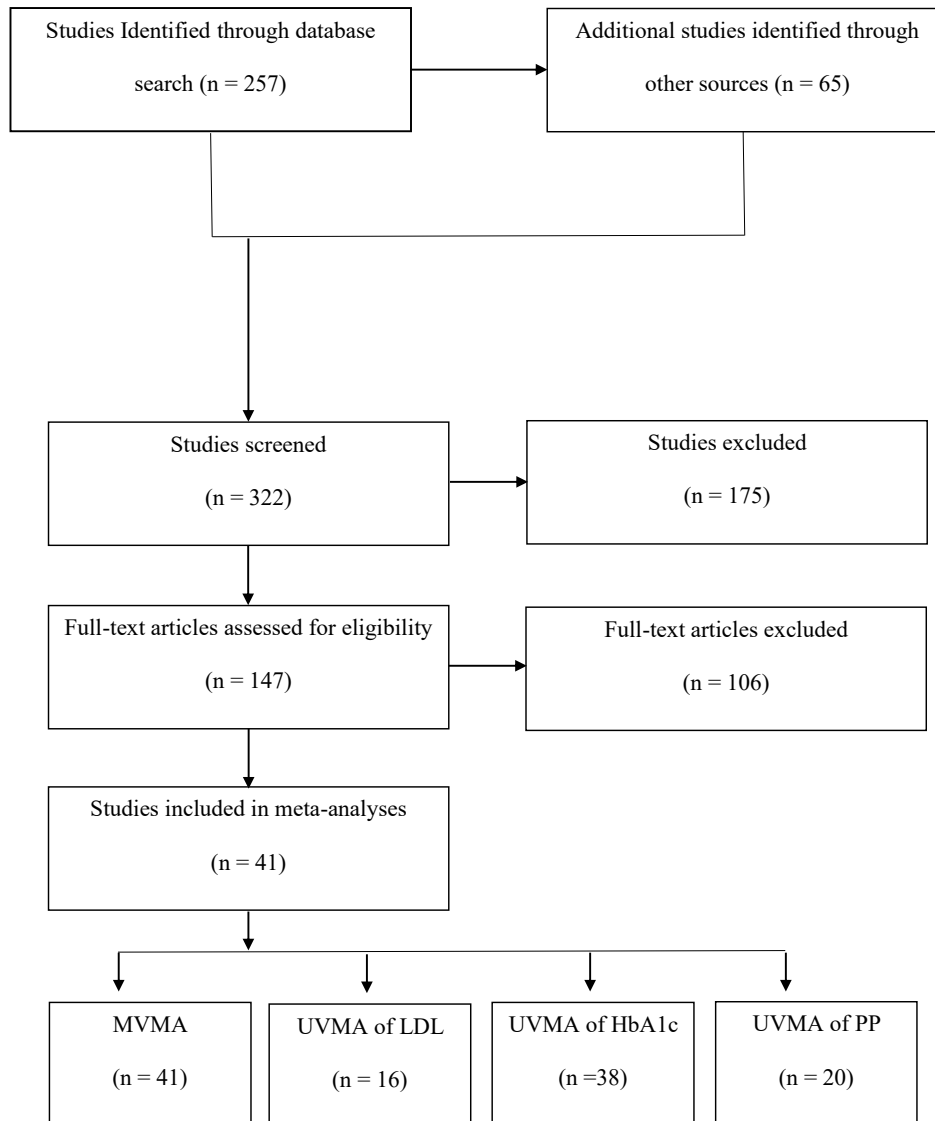 Studies Identified through database
search (n = 257)
Additional studies identified through
other sources (n = 65)
Studies screened
(n = 322)
Studies excluded
(n = 175)
Full-text articles assessed for eligibility
(n = 147)
Full-text articles excluded
(n = 106)
Studies included in meta-analyses
(n = 41)
MVMA
(n = 41)
UVMA of LDL
(n = 16)
UVMA of HbA1c
(n =38)
UVMA of PP
(n = 20)